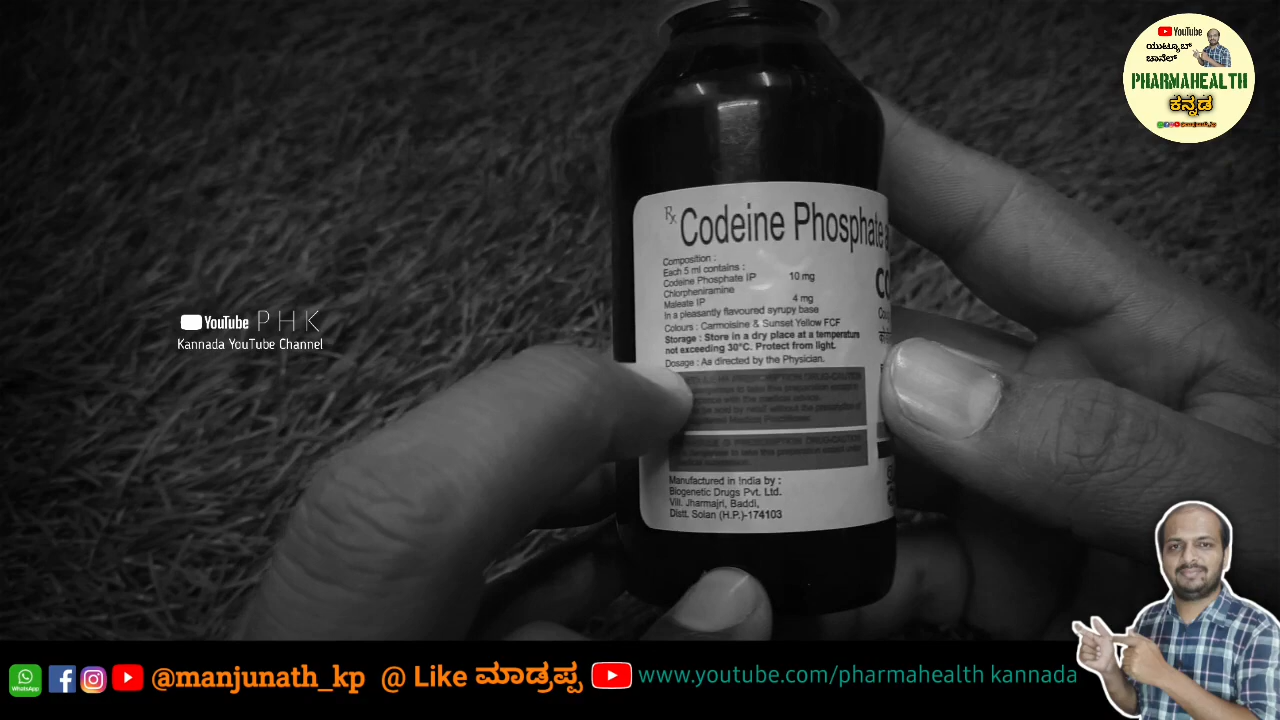 YouTube
ಯುಟ್ಯೂಬ್
ಚಾನೆಲ್
PHARMAHEALTH
ಕನ್ನಡ
Rx Codeine Phosphate
Composition :
Each 5 ml contains :
Codeine Phosphate IP 10 mg
Chlorpheniramine
Maleate IP 4 mg
In a pleasantly flavoured syrupy base
Colours : Carmoisine & Sunset Yellow FCF
Storage : Store in a dry place at a temperature
not exceeding 30°C. Protect from light.
Dosage : As directed by the Physician.
Manufactured in India by :
Biogenetic Drugs Pvt. Ltd.
Vill. Jharmajri, Baddi,
Distt. Solan (H.P.)-174103
YouTube P H K
Kannada YouTube Channel
WhatsApp
@manjunath_kp @ Like ಮಾಡ್ರಪ್ಪ www.youtube.com/pharmahealth kannada